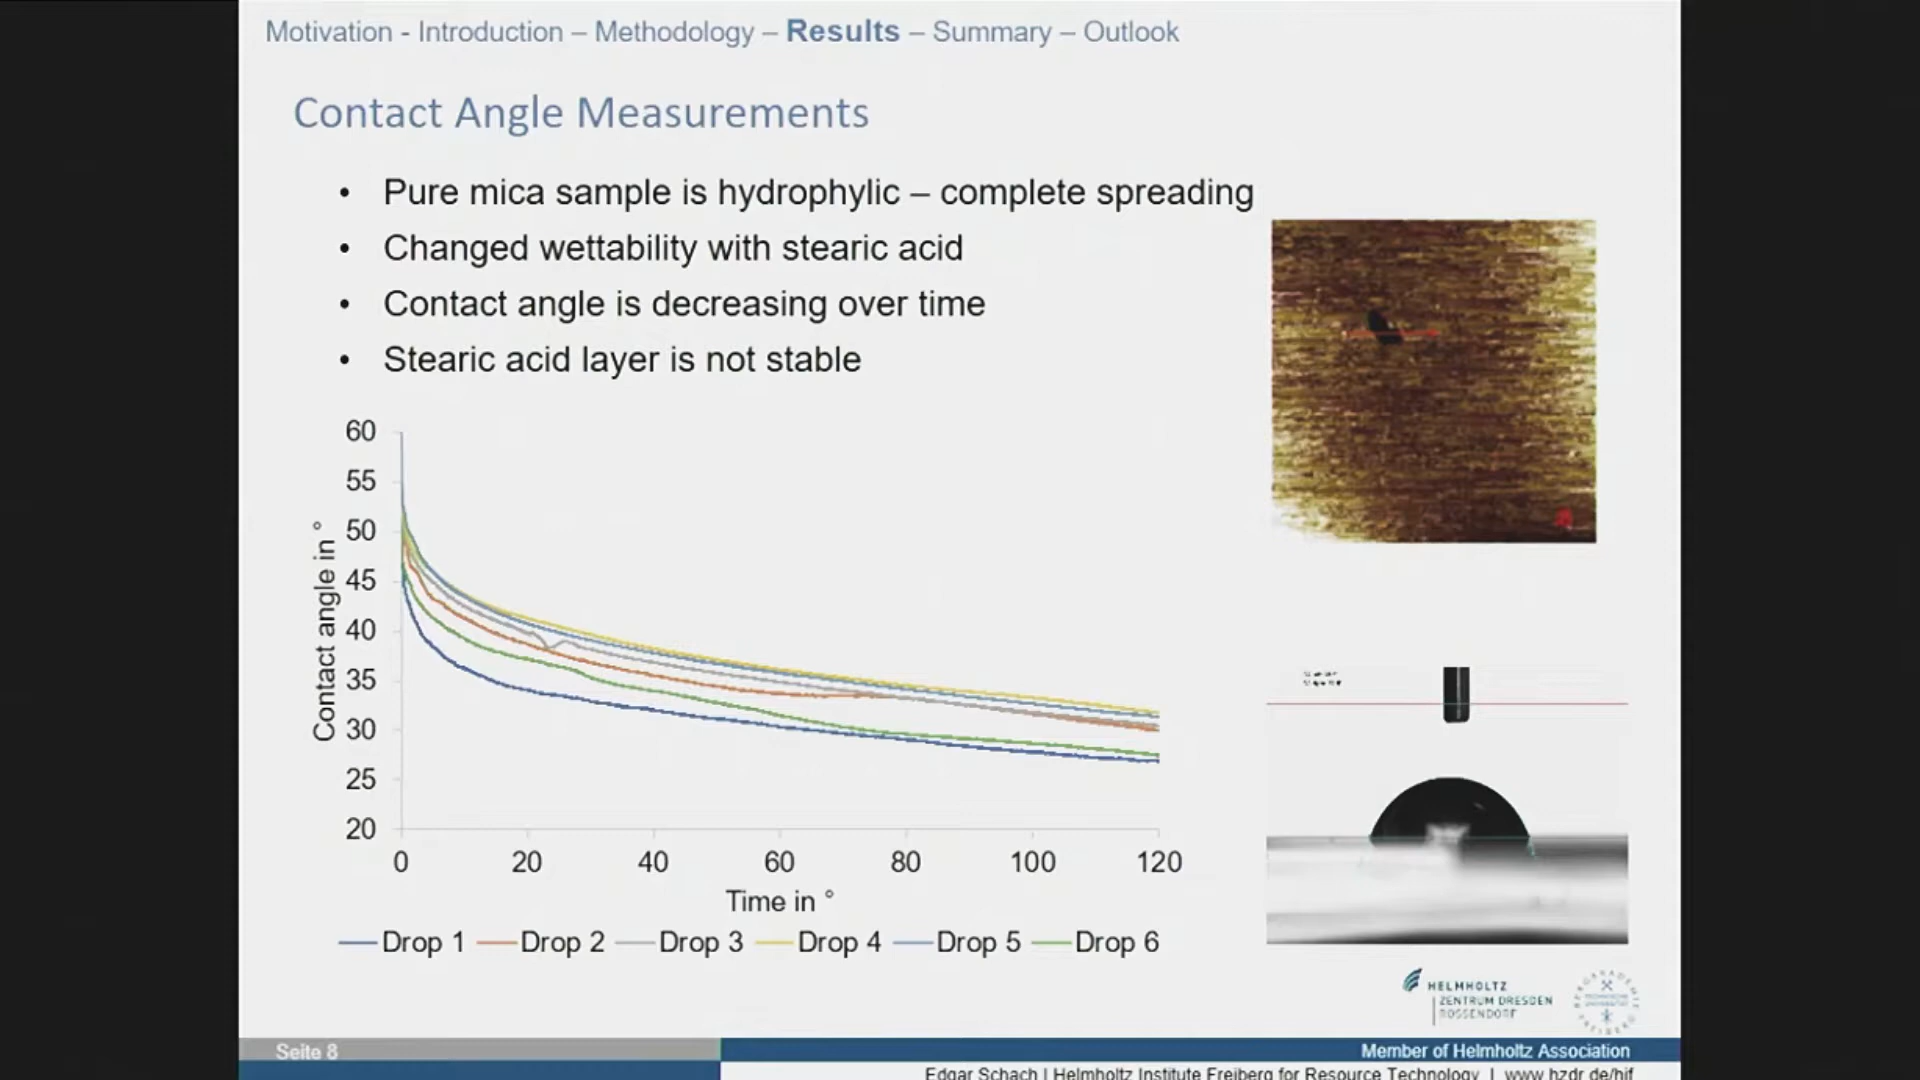 Motivation - Introduction – Methodology – Results – Summary – Outlook
Contact Angle Measurements
• Pure mica sample is hydrophylic – complete spreading
• Changed wettability with stearic acid
• Contact angle is decreasing over time
• Stearic acid layer is not stable
Contact angle in °
60
55
50
45
40
35
30
25
20
0 20 40 60 80 100 120
Time in °
Drop 1 Drop 2 Drop 3 Drop 4 Drop 5 Drop 6
HELMHOLTZ
ZENTRUM DRESDEN
ROSSENDORF
Seite 8
Member of Helmholtz Association
Edgar Schach | Helmholtz Institute Freiberg for Resource Technology | www.hzdr.de/hif